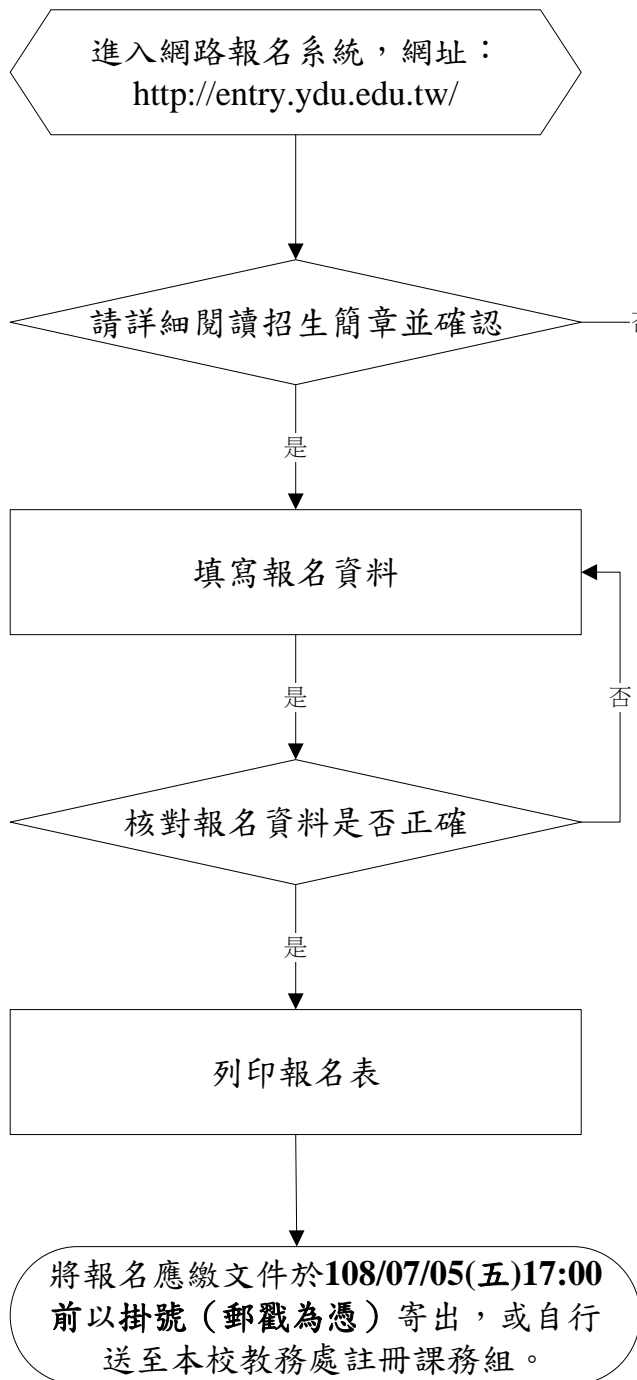 進入網路報名系統，網址：
http://entry.ydu.edu.tw/
請詳細閱讀招生簡章並確認
是
填寫報名資料
是
否
核對報名資料是否正確
是
列印報名表
將報名應繳文件於108/07/05(五)17:00
前以掛號（郵戳為憑）寄出，或自行
送至本校教務處註冊課務組。